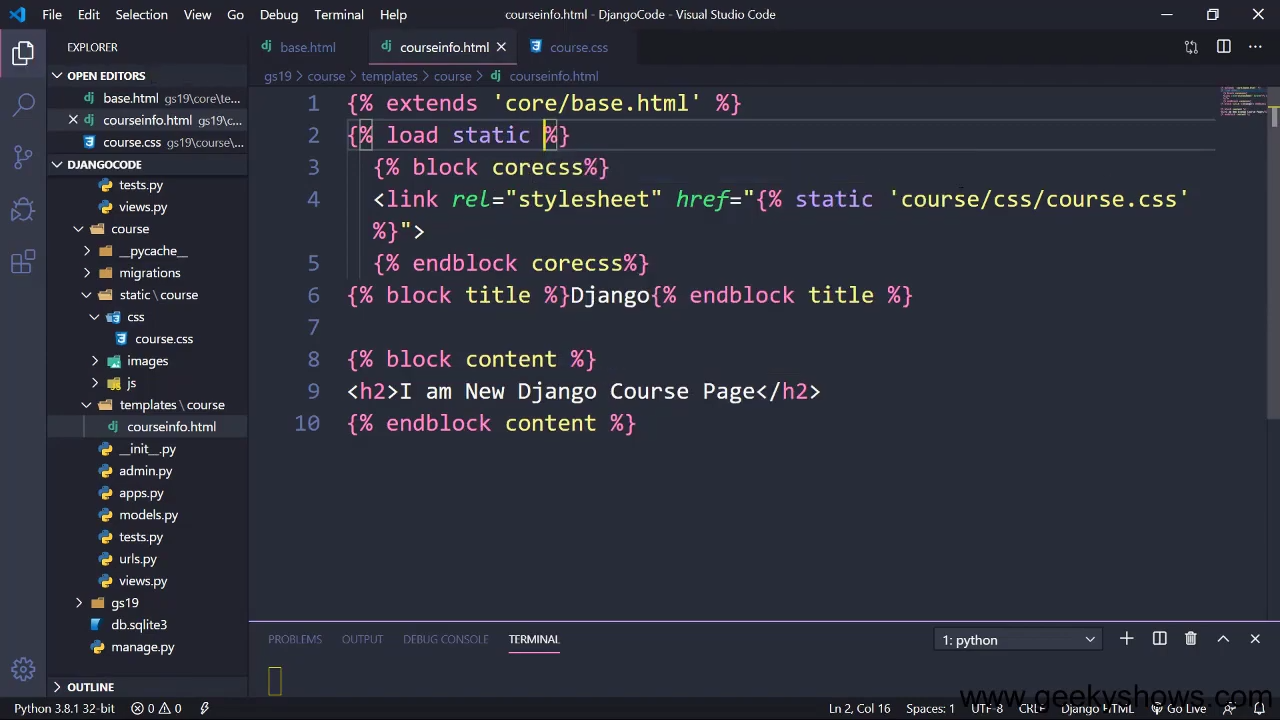 File Edit Selection View Go Debug Terminal Help courseinfo.html - DjangoCode - Visual Studio Code
EXPLORER
OPEN EDITORS
base.html gs19\core\te...
courseinfo.html gs19\c...
course.css gs19\course\...
DJANGOCODE
tests.py
views.py
course
__pycache__
migrations
static \ course
css
course.css
images
js
templates \ course
courseinfo.html
__init__.py
admin.py
apps.py
models.py
tests.py
urls.py
views.py
gs19
db.sqlite3
manage.py
OUTLINE
base.html courseinfo.html course.css
gs19 > course > templates > course > courseinfo.html
1 {% extends 'core/base.html' %}
2 {% load static %}
3 {% block corecss%}
4 <link rel="stylesheet" href="{% static 'course/css/course.css'
%}">
5 {% endblock corecss%}
6 {% block title %}Django{% endblock title %}
7
8 {% block content %}
9 <h2>I am New Django Course Page</h2>
10 {% endblock content %}
PROBLEMS OUTPUT DEBUG CONSOLE TERMINAL 1: python
www.geekyshows.com
Python 3.8.1 32-bit 0 0 Ln 2, Col 16 Spaces: 1 UTF-8 CRLF Django HTML Go Live